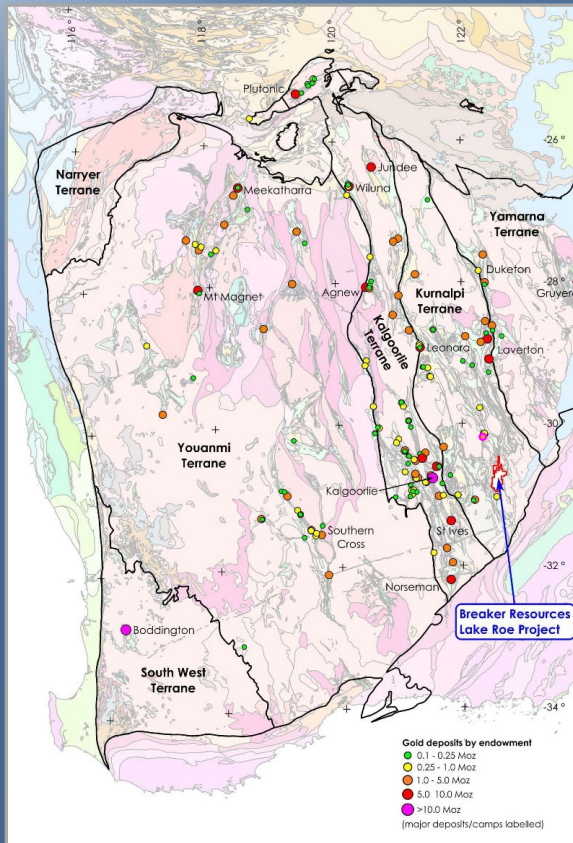 116°
118°
120°
122°
Plutonic
-26°
Jundee
Narryer
Terrane
Meekatharra
Wiluna
Yamarna
Terrane
Duketon
-28°
Mt Magnet
Agnew
Kurnalpi
Terrane
Gruyere
Kalgoorlie
Terrane
Leonora
Laverton
-30°
Youanmi
Terrane
Kalgoorlie
Southern
Cross
St Ives
-32°
Norseman
Breaker Resources
Lake Roe Project
Boddington
South West
Terrane
-34°
Gold deposits by endowment
0.1 - 0.25 Moz
0.25 - 1.0 Moz
1.0 - 5.0 Moz
5.0 10.0 Moz
>10.0 Moz
(major deposits/camps labelled)